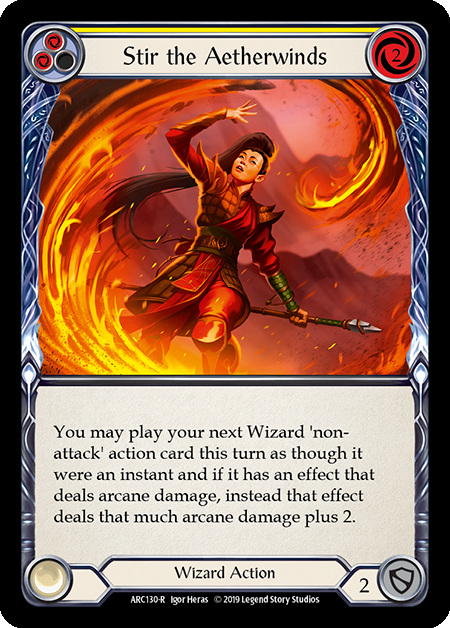 Stir the Aetherwinds
2
You may play your next Wizard 'non-
attack' action card this turn as though it
were an instant and if it has an effect that
deals arcane damage, instead that effect
deals that much arcane damage plus 2.
Wizard Action
2
ARC130-R Igor Heras © 2019 Legend Story Studios